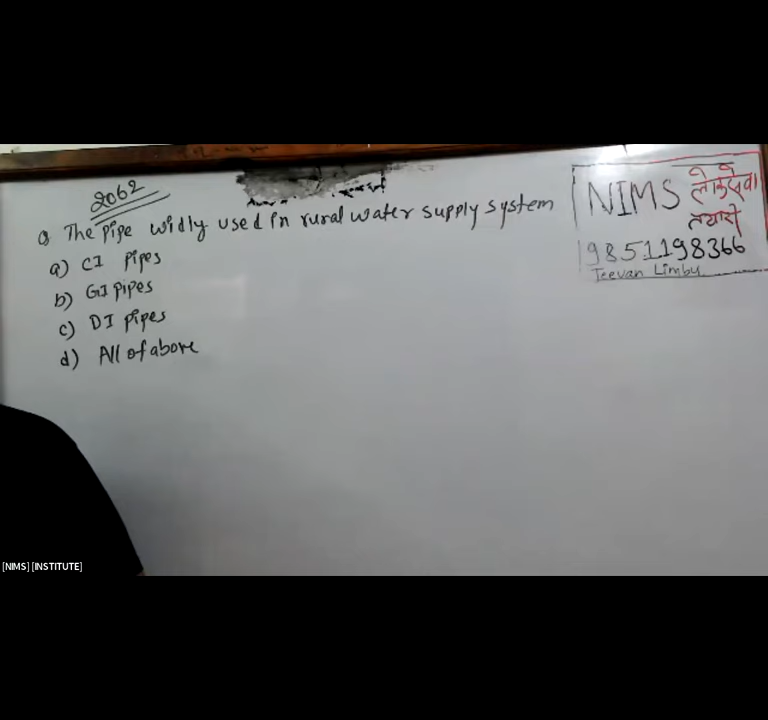 2062
Q The pipe widly used in rural water supply system
a) CI pipes
b) GI pipes
c) DI pipes
d) All of above
NIMS लोकसेवा
तयारी
9851198366
Jeevan Limbu
[NIMS] [INSTITUTE]